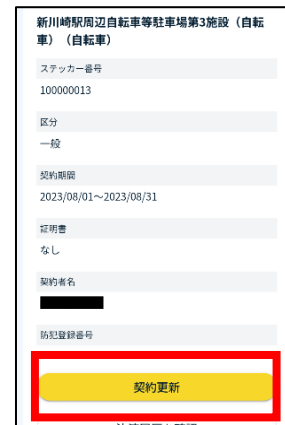 新川崎駅周辺自転車等駐車場第3施設（自転
車）（自転車）
ステッカー番号
100000013
区分
一般
契約期間
2023/08/01～2023/08/31
証明書
なし
契約者名
防犯登録番号
契約更新